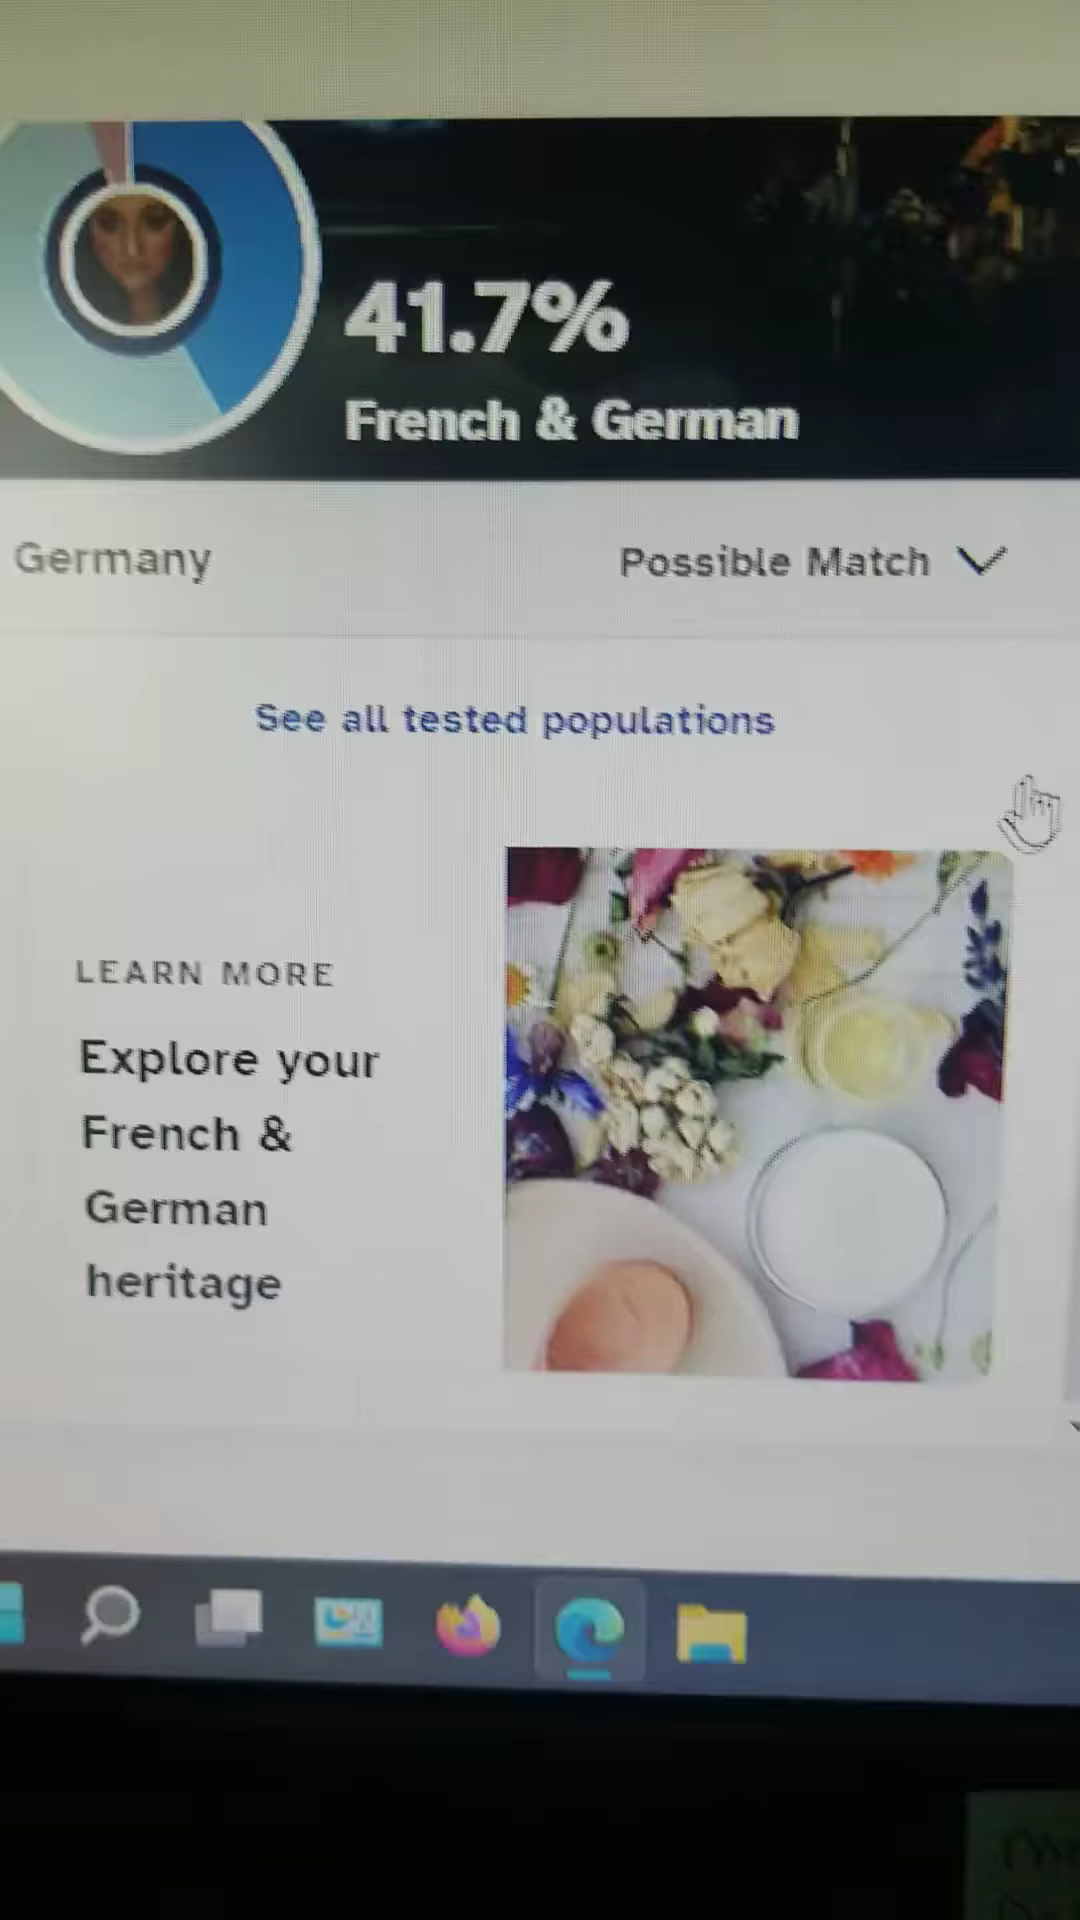 41.7%
French & German
Germany
Possible Match
See all tested populations
LEARN MORE
Explore your
French &
German
heritage